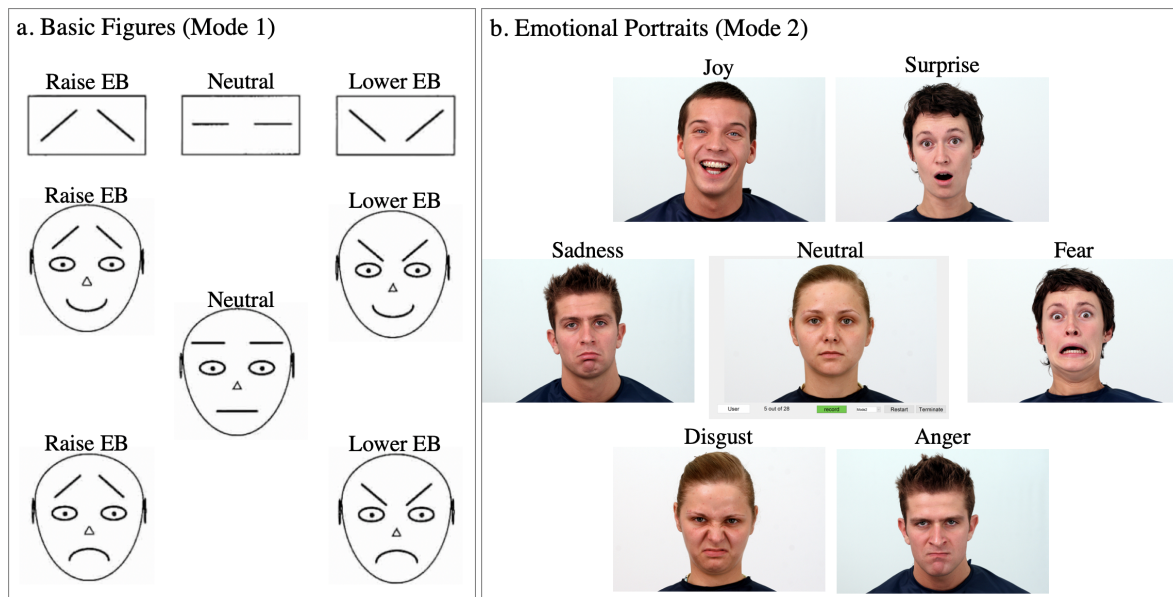 a. Basic Figures (Mode 1)
Raise EB
Neutral
Lower EB
Raise EB
Lower EB
Neutral
Raise EB
Lower EB
b. Emotional Portraits (Mode 2)
Joy
Surprise
Sadness
Neutral
Fear
User
5 out of 28
record
Restart
Terminate
Disgust
Anger